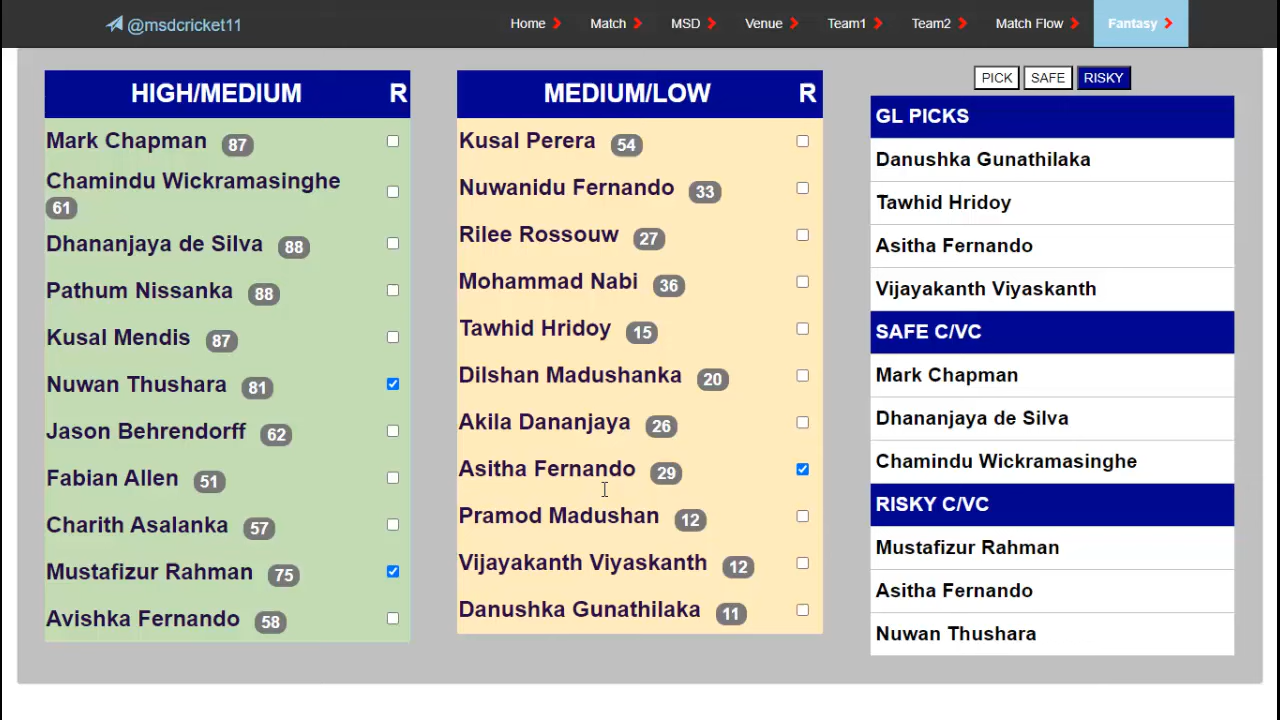 @msdcricket11
Home
Match
MSD
Venue
Team1
Team2
Match Flow
Fantasy
HIGH/MEDIUM R
Mark Chapman 87
Chamindu Wickramasinghe
61
Dhananjaya de Silva 88
Pathum Nissanka 88
Kusal Mendis 87
Nuwan Thushara 81
Jason Behrendorff 62
Fabian Allen 51
Charith Asalanka 57
Mustafizur Rahman 75
Avishka Fernando 58
MEDIUM/LOW R
Kusal Perera 54
Nuwanidu Fernando 33
Rilee Rossouw 27
Mohammad Nabi 36
Tawhid Hridoy 15
Dilshan Madushanka 20
Akila Dananjaya 26
Asitha Fernando 29
Pramod Madushan 12
Vijayakanth Viyaskanth 12
Danushka Gunathilaka 11
PICK SAFE RISKY
GL PICKS
Danushka Gunathilaka
Tawhid Hridoy
Asitha Fernando
Vijayakanth Viyaskanth
SAFE C/VC
Mark Chapman
Dhananjaya de Silva
Chamindu Wickramasinghe
RISKY C/VC
Mustafizur Rahman
Asitha Fernando
Nuwan Thushara